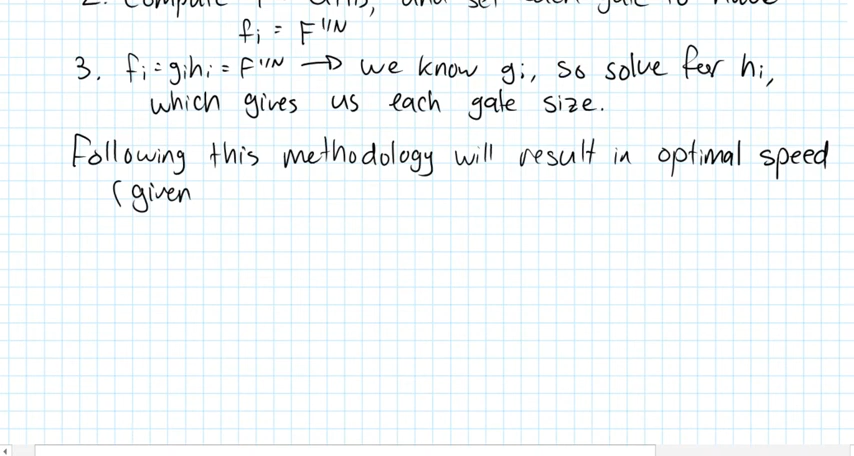 fi = F^1/N
3. fi = gihi = F^1/N → we know gi, so solve for hi,
which gives us each gate size.
Following this methodology will result in optimal speed
(given